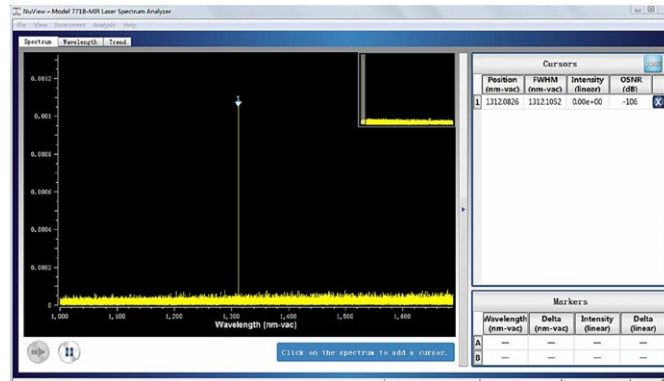 NuView - Model 771B-MIR Laser Spectrum Analyzer
File View Instrument Analysis Help
Spectrum Wavelength Trend
0.0012
0.001
0.0008
0.0006
0.0004
0.0002
0
1,000 1,100 1,200 1,300 1,400 1,500 1,600
Wavelength (nm-vac)
Click on the spectrum to add a cursor.
Cursors
Position (nm-vac) FWHM (nm-vac) Intensity (linear) OSNR (dB)
1 1312.0826 1312.1052 0.00e+00 -106 X
Markers
Wavelength (nm-vac) Delta (nm-vac) Intensity (linear) Delta (linear)
A — — — —
B — — — —